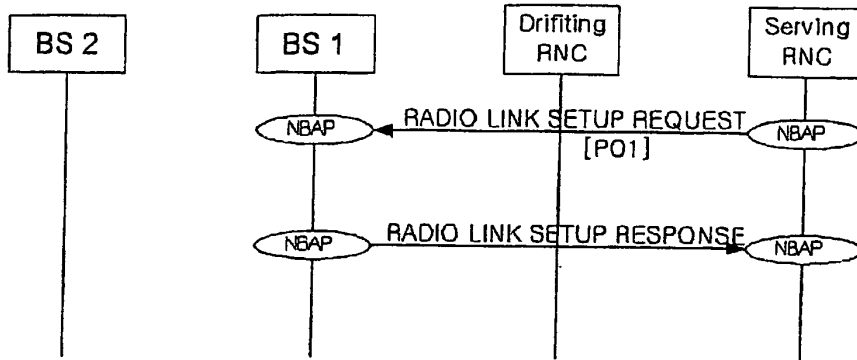 BS 2
BS 1
Drifiting
RNC
Serving
RNC
NBAP
RADIO LINK SETUP REQUEST
[PO1]
NBAP
NBAP
RADIO LINK SETUP RESPONSE
NBAP